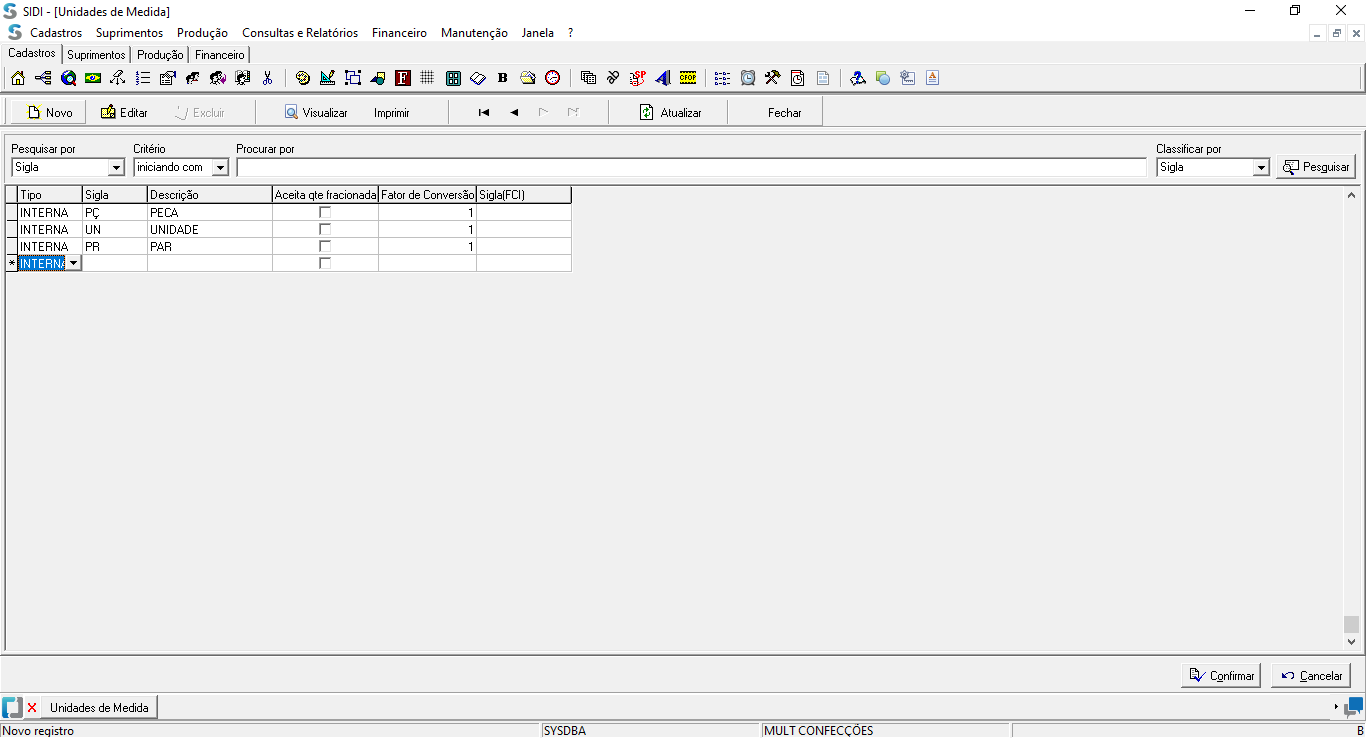 SIDI - [Unidades de Medida]
Cadastros Suprimentos Produção Consultas e Relatórios Financeiro Manutenção Janela ?
Cadastros Suprimentos Produção Financeiro
F B SP CFOP
Novo Editar Excluir Visualizar Imprimir Atualizar Fechar
Pesquisar por Critério Procurar por Classificar por
Sigla iniciando com Sigla Pesquisar
Tipo Sigla Descrição Aceita qte fracionada Fator de Conversão Sigla(FCI)
INTERNA PÇ PECA 1
INTERNA UN UNIDADE 1
INTERNA PR PAR 1
* INTERNA
Confirmar Cancelar
Unidades de Medida
Novo registro SYSDBA MULT CONFECÇÕES B